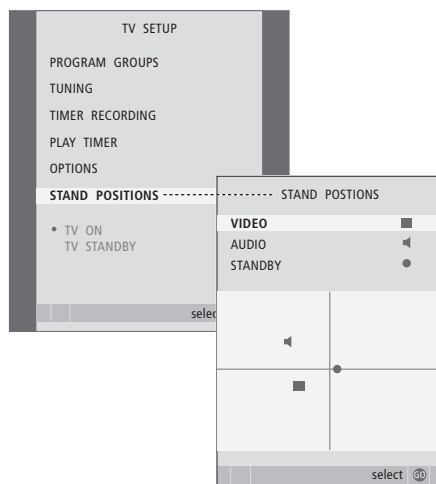 TV SETUP
PROGRAM GROUPS
TUNING
TIMER RECORDING
PLAY TIMER
OPTIONS
STAND POSITIONS
TV ON
TV STANDBY
STAND POSTIONS
VIDEO
AUDIO
STANDBY
select GO